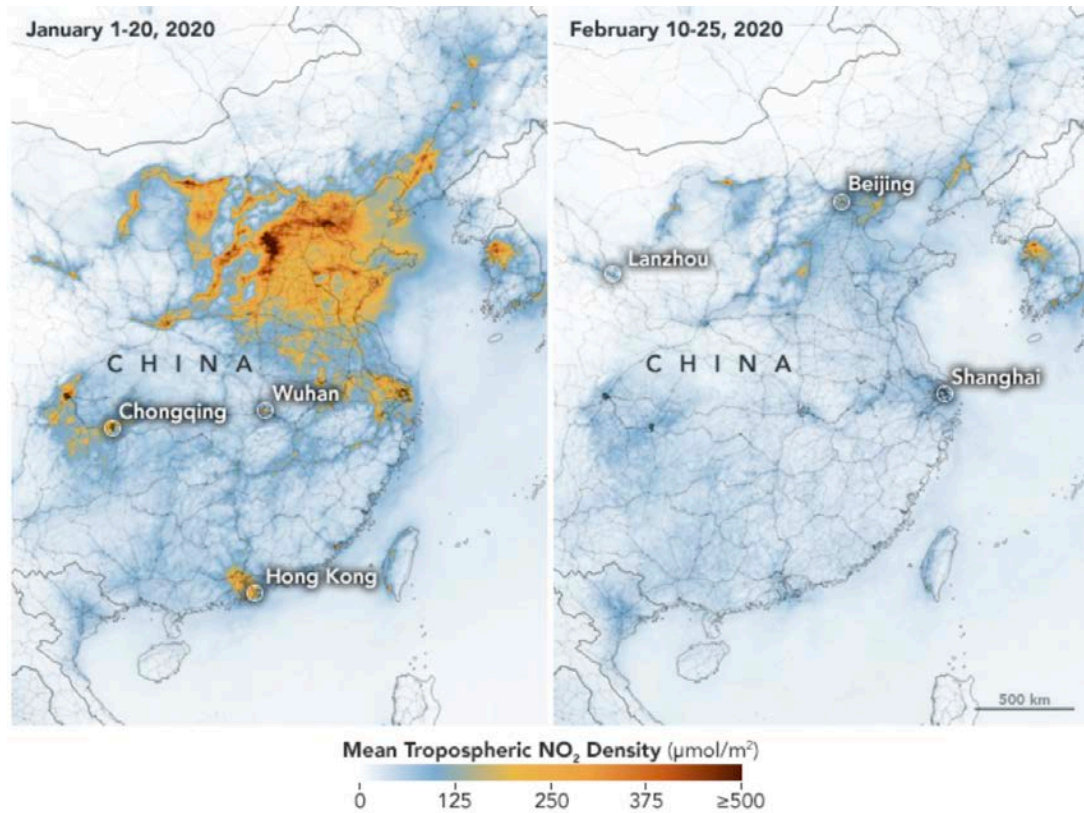 January 1-20, 2020
CHINA
Wuhan
Chongqing
Hong Kong
February 10-25, 2020
Beijing
Lanzhou
CHINA
Shanghai
500 km
Mean Tropospheric NO₂ Density (μmol/m²)
0 125 250 375 ≥500